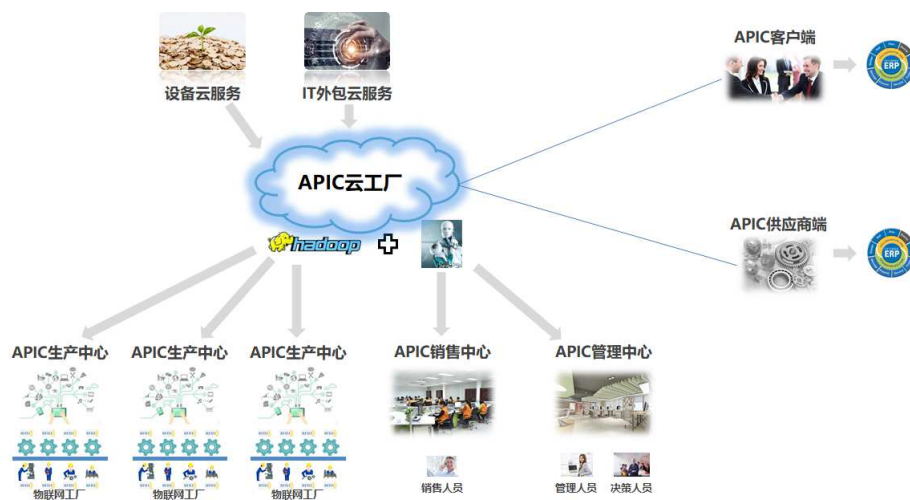 APIC客户端
ERP
设备云服务
IT外包云服务
APIC云工厂
APIC供应商端
ERP
hadoop
APIC生产中心
APIC生产中心
APIC生产中心
APIC销售中心
APIC管理中心
物联网工厂
物联网工厂
物联网工厂
销售人员
管理人员
决策人员